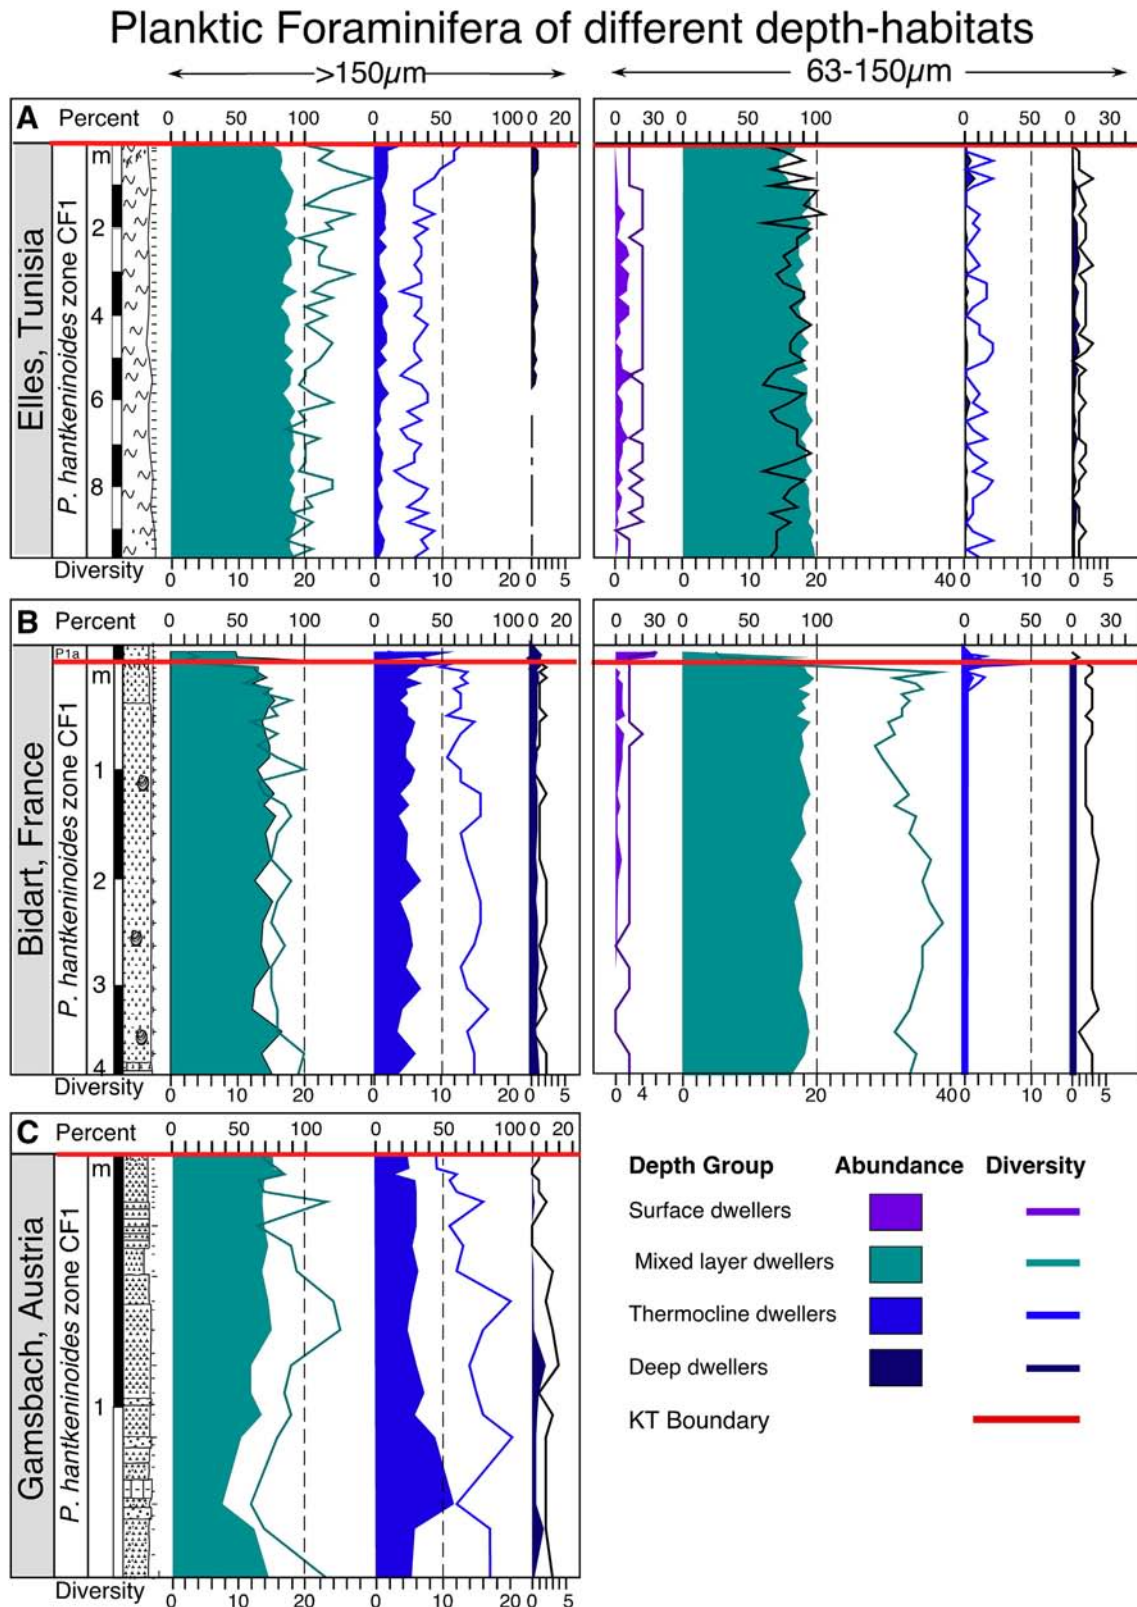 Planktic Foraminifera of different depth-habitats
>150µm 63-150µm
A Percent 0 50 100 0 50 100 0 20 0 30 0 50 100 0 50 0 30
Elles, Tunisia
P. hantkeninoides zone CF1
m
2
4
6
8
Diversity 0 10 20 0 10 20 0 5 0 4 0 20 40 0 10 0 5
B Percent 0 50 100 0 50 100 0 20 0 30 0 50 100 0 50 0 30
P1a
Bidart, France
P. hantkeninoides zone CF1
m
1
2
3
4
Diversity 0 10 20 0 10 20 0 5 0 4 0 20 40 0 10 0 5
C Percent 0 50 100 0 50 100 0 20
Gamsbach, Austria
P. hantkeninoides zone CF1
m
1
Diversity 0 10 20 0 10 20 0 5
Depth Group Abundance Diversity
Surface dwellers
Mixed layer dwellers
Thermocline dwellers
Deep dwellers
KT Boundary